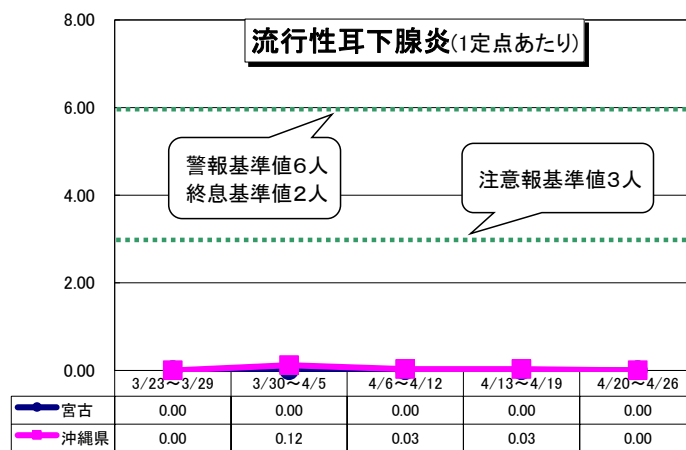 流行性耳下腺炎(1定点あたり)
8.00
6.00
警報基準値6人
終息基準値2人
注意報基準値3人
4.00
2.00
0.00
3/23～3/29 3/30～4/5 4/6～4/12 4/13～4/19 4/20～4/26
宮古 0.00 0.00 0.00 0.00 0.00
沖縄県 0.00 0.12 0.03 0.03 0.00